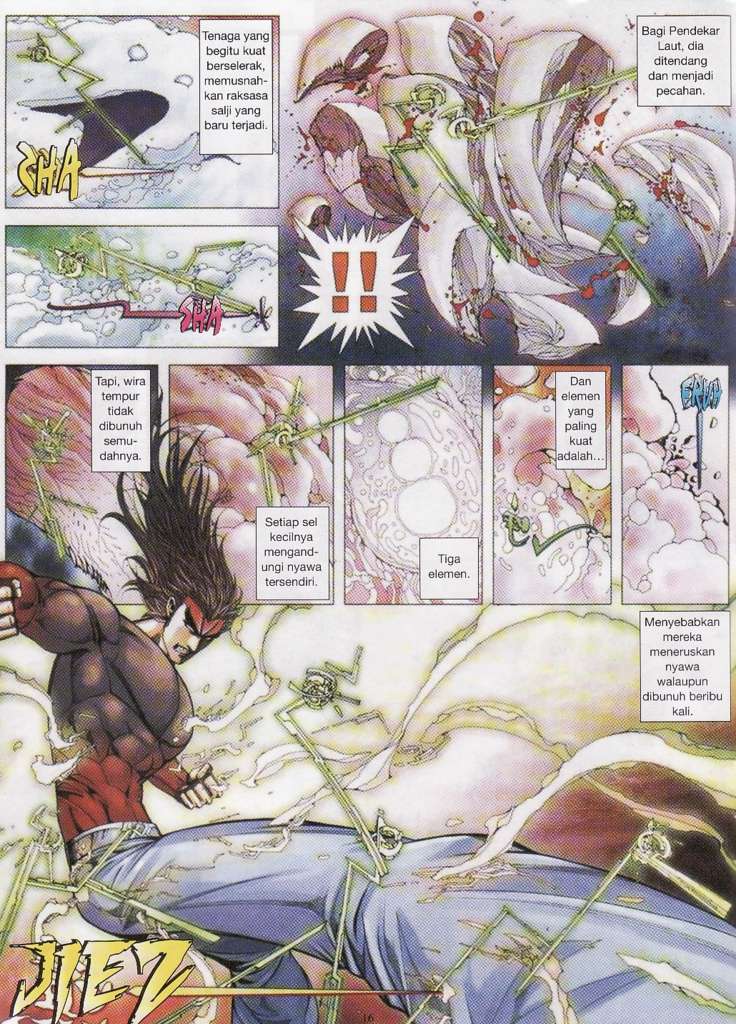 Tenaga yang
begitu kuat
berselerak,
memusnah-
kan raksasa
salji yang
baru terjadi.
SHA
Bagi Pendekar
Laut, dia
ditendang
dan menjadi
pecahan.
SHA
!!
Tapi, wira
tempur
tidak
dibunuh
semu-
dahnya.
Setiap sel
kecilnya
mengand-
ungi nyawa
tersendiri.
Tiga
elemen.
Dan
elemen
yang
paling
kuat
adalah...
Menyebabkan
mereka
meneruskan
nyawa
walaupun
dibunuh beribu
kali.
JIEZ
16